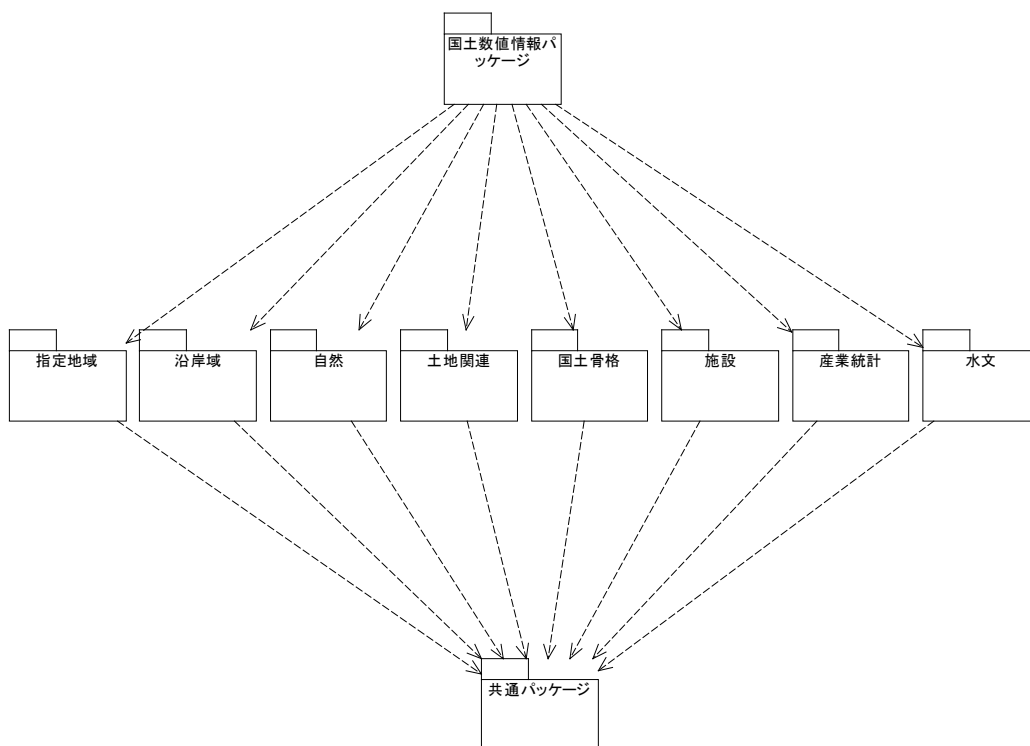 国土数値情報パ
ッケージ
指定地域
沿岸域
自然
土地関連
国土骨格
施設
産業統計
水文
共通パッケージ